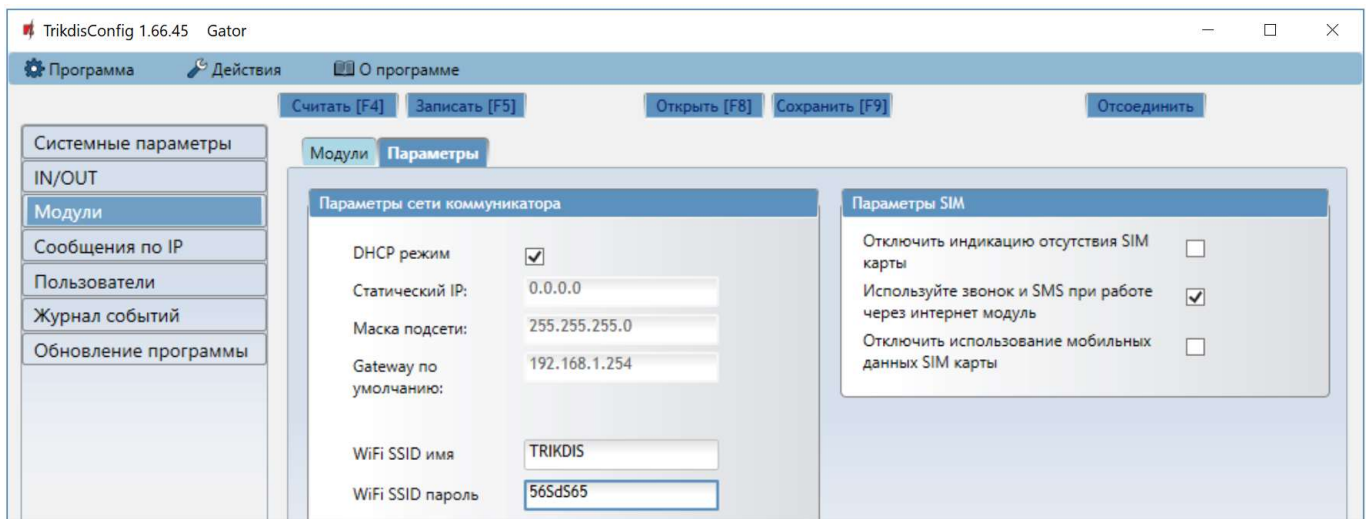 TrikdisConfig 1.66.45 Gator
Программа Действия О программе
Считать [F4] Записать [F5] Открыть [F8] Сохранить [F9] Отсоединить
Системные параметры
IN/OUT
Модули
Сообщения по IP
Пользователи
Журнал событий
Обновление программы
Модули Параметры
Параметры сети коммуникатора
DHCP режим
Статический IP: 0.0.0.0
Маска подсети: 255.255.255.0
Gateway по 192.168.1.254
умолчанию:
WiFi SSID имя TRIKDIS
WiFi SSID пароль 56SdS65
Параметры SIM
Отключить индикацию отсутствия SIM
карты
Используйте звонок и SMS при работе
через интернет модуль
Отключить использование мобильных
данных SIM карты